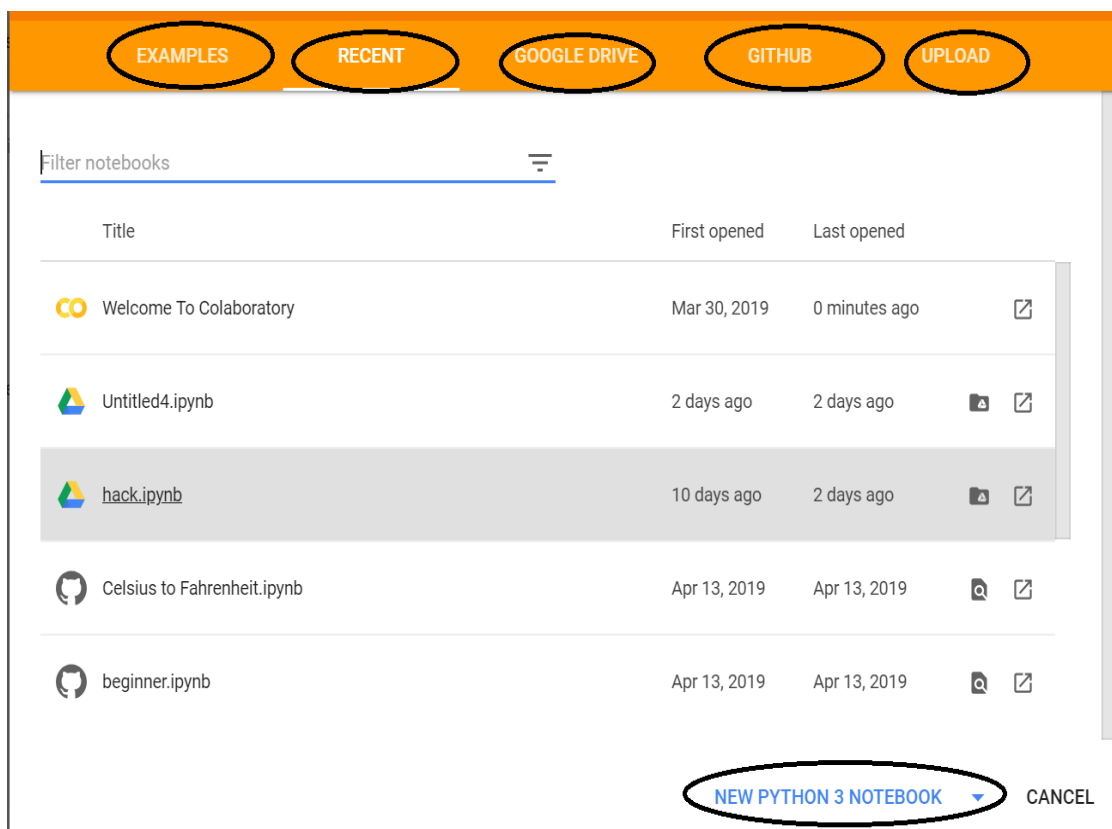 EXAMPLES RECENT GOOGLE DRIVE GITHUB UPLOAD
Filter notebooks
Title First opened Last opened
CO Welcome To Colaboratory Mar 30, 2019 0 minutes ago
Untitled4.ipynb 2 days ago 2 days ago
hack.ipynb 10 days ago 2 days ago
Celsius to Fahrenheit.ipynb Apr 13, 2019 Apr 13, 2019
beginner.ipynb Apr 13, 2019 Apr 13, 2019
NEW PYTHON 3 NOTEBOOK CANCEL